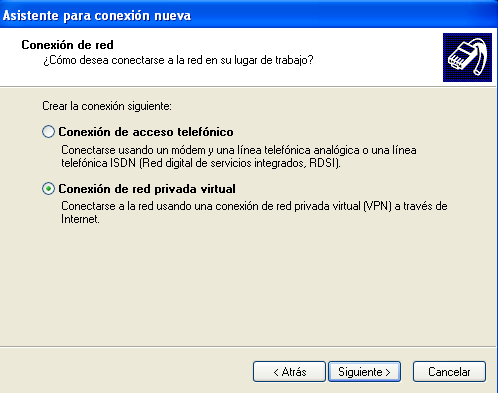 Asistente para conexión nueva
Conexión de red
¿Cómo desea conectarse a la red en su lugar de trabajo?
Crear la conexión siguiente:
Conexión de acceso telefónico
Conectarse usando un módem y una línea telefónica analógica o una línea
telefónica ISDN (Red digital de servicios integrados, RDSI).
Conexión de red privada virtual
Conectarse a la red usando una conexión de red privada virtual (VPN) a través de
Internet.
< Atrás
Siguiente >
Cancelar